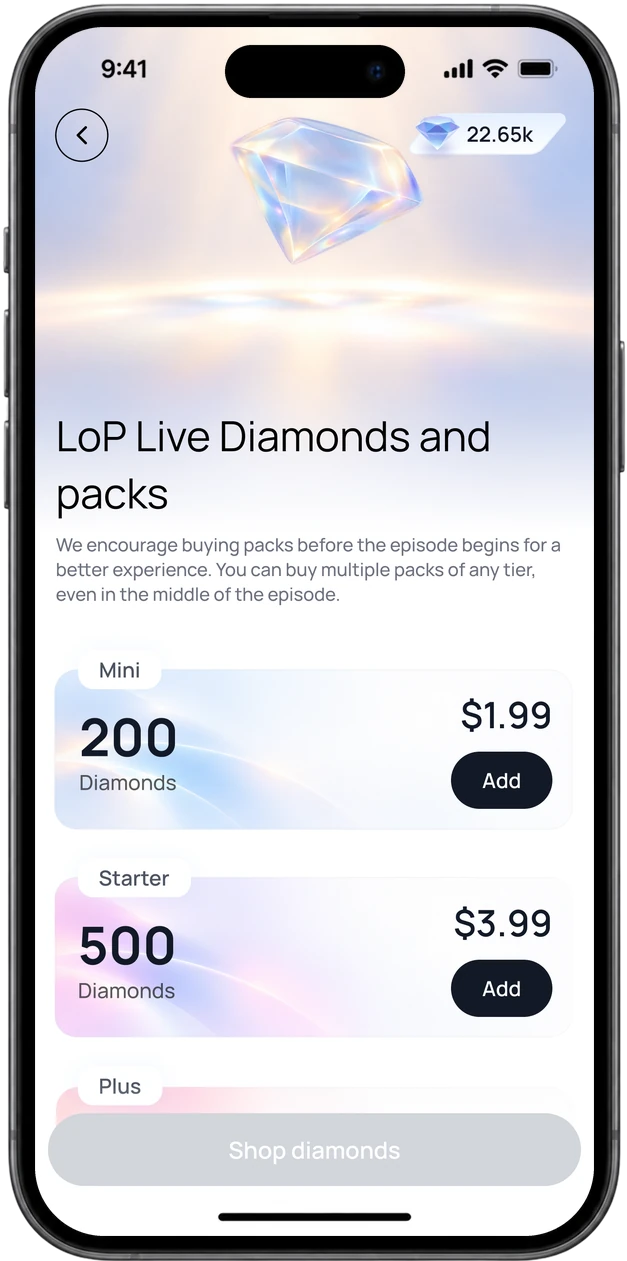 9:41
22.65k
LoP Live Diamonds and
packs
We encourage buying packs before the episode begins for a
better experience. You can buy multiple packs of any tier,
even in the middle of the episode.
Mini
200
Diamonds
$1.99
Add
Starter
500
Diamonds
$3.99
Add
Plus
Shop diamonds